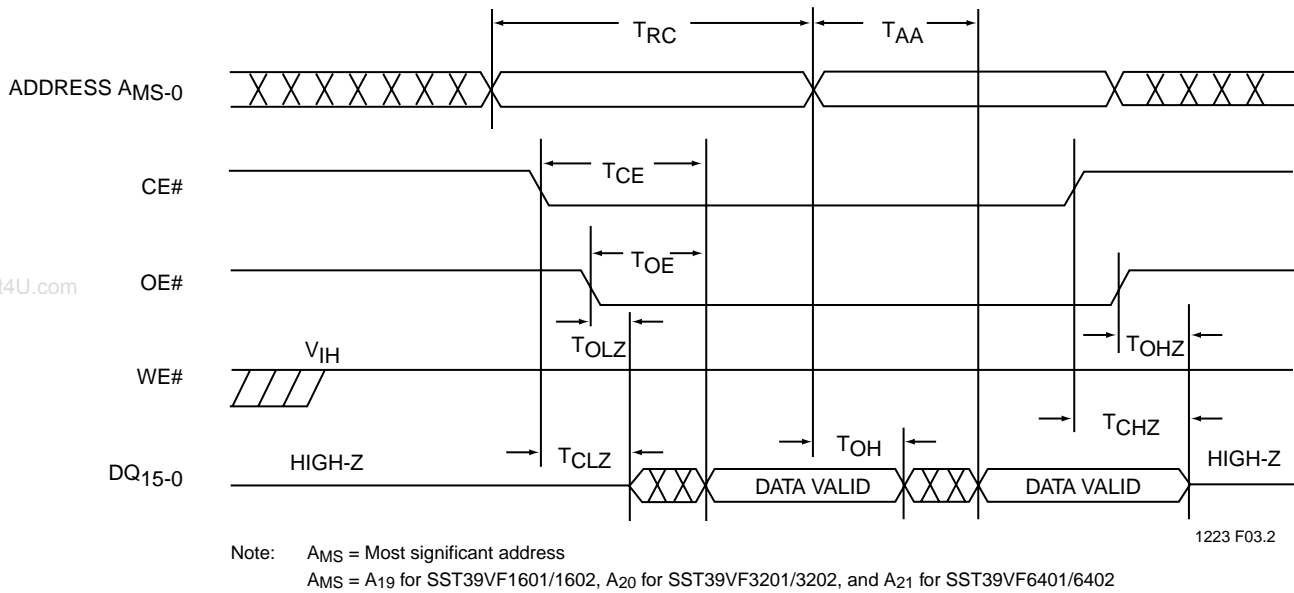 TRC TAA
ADDRESS AMS-0
TCE
CE#
TOE
OE#
t4U.com
TOLZ TOHZ
VIH
WE#
TCLZ TOH TCHZ
HIGH-Z HIGH-Z
DQ15-0
DATA VALID DATA VALID
1223 F03.2
Note: AMS = Most significant address
AMS = A19 for SST39VF1601/1602, A20 for SST39VF3201/3202, and A21 for SST39VF6401/6402